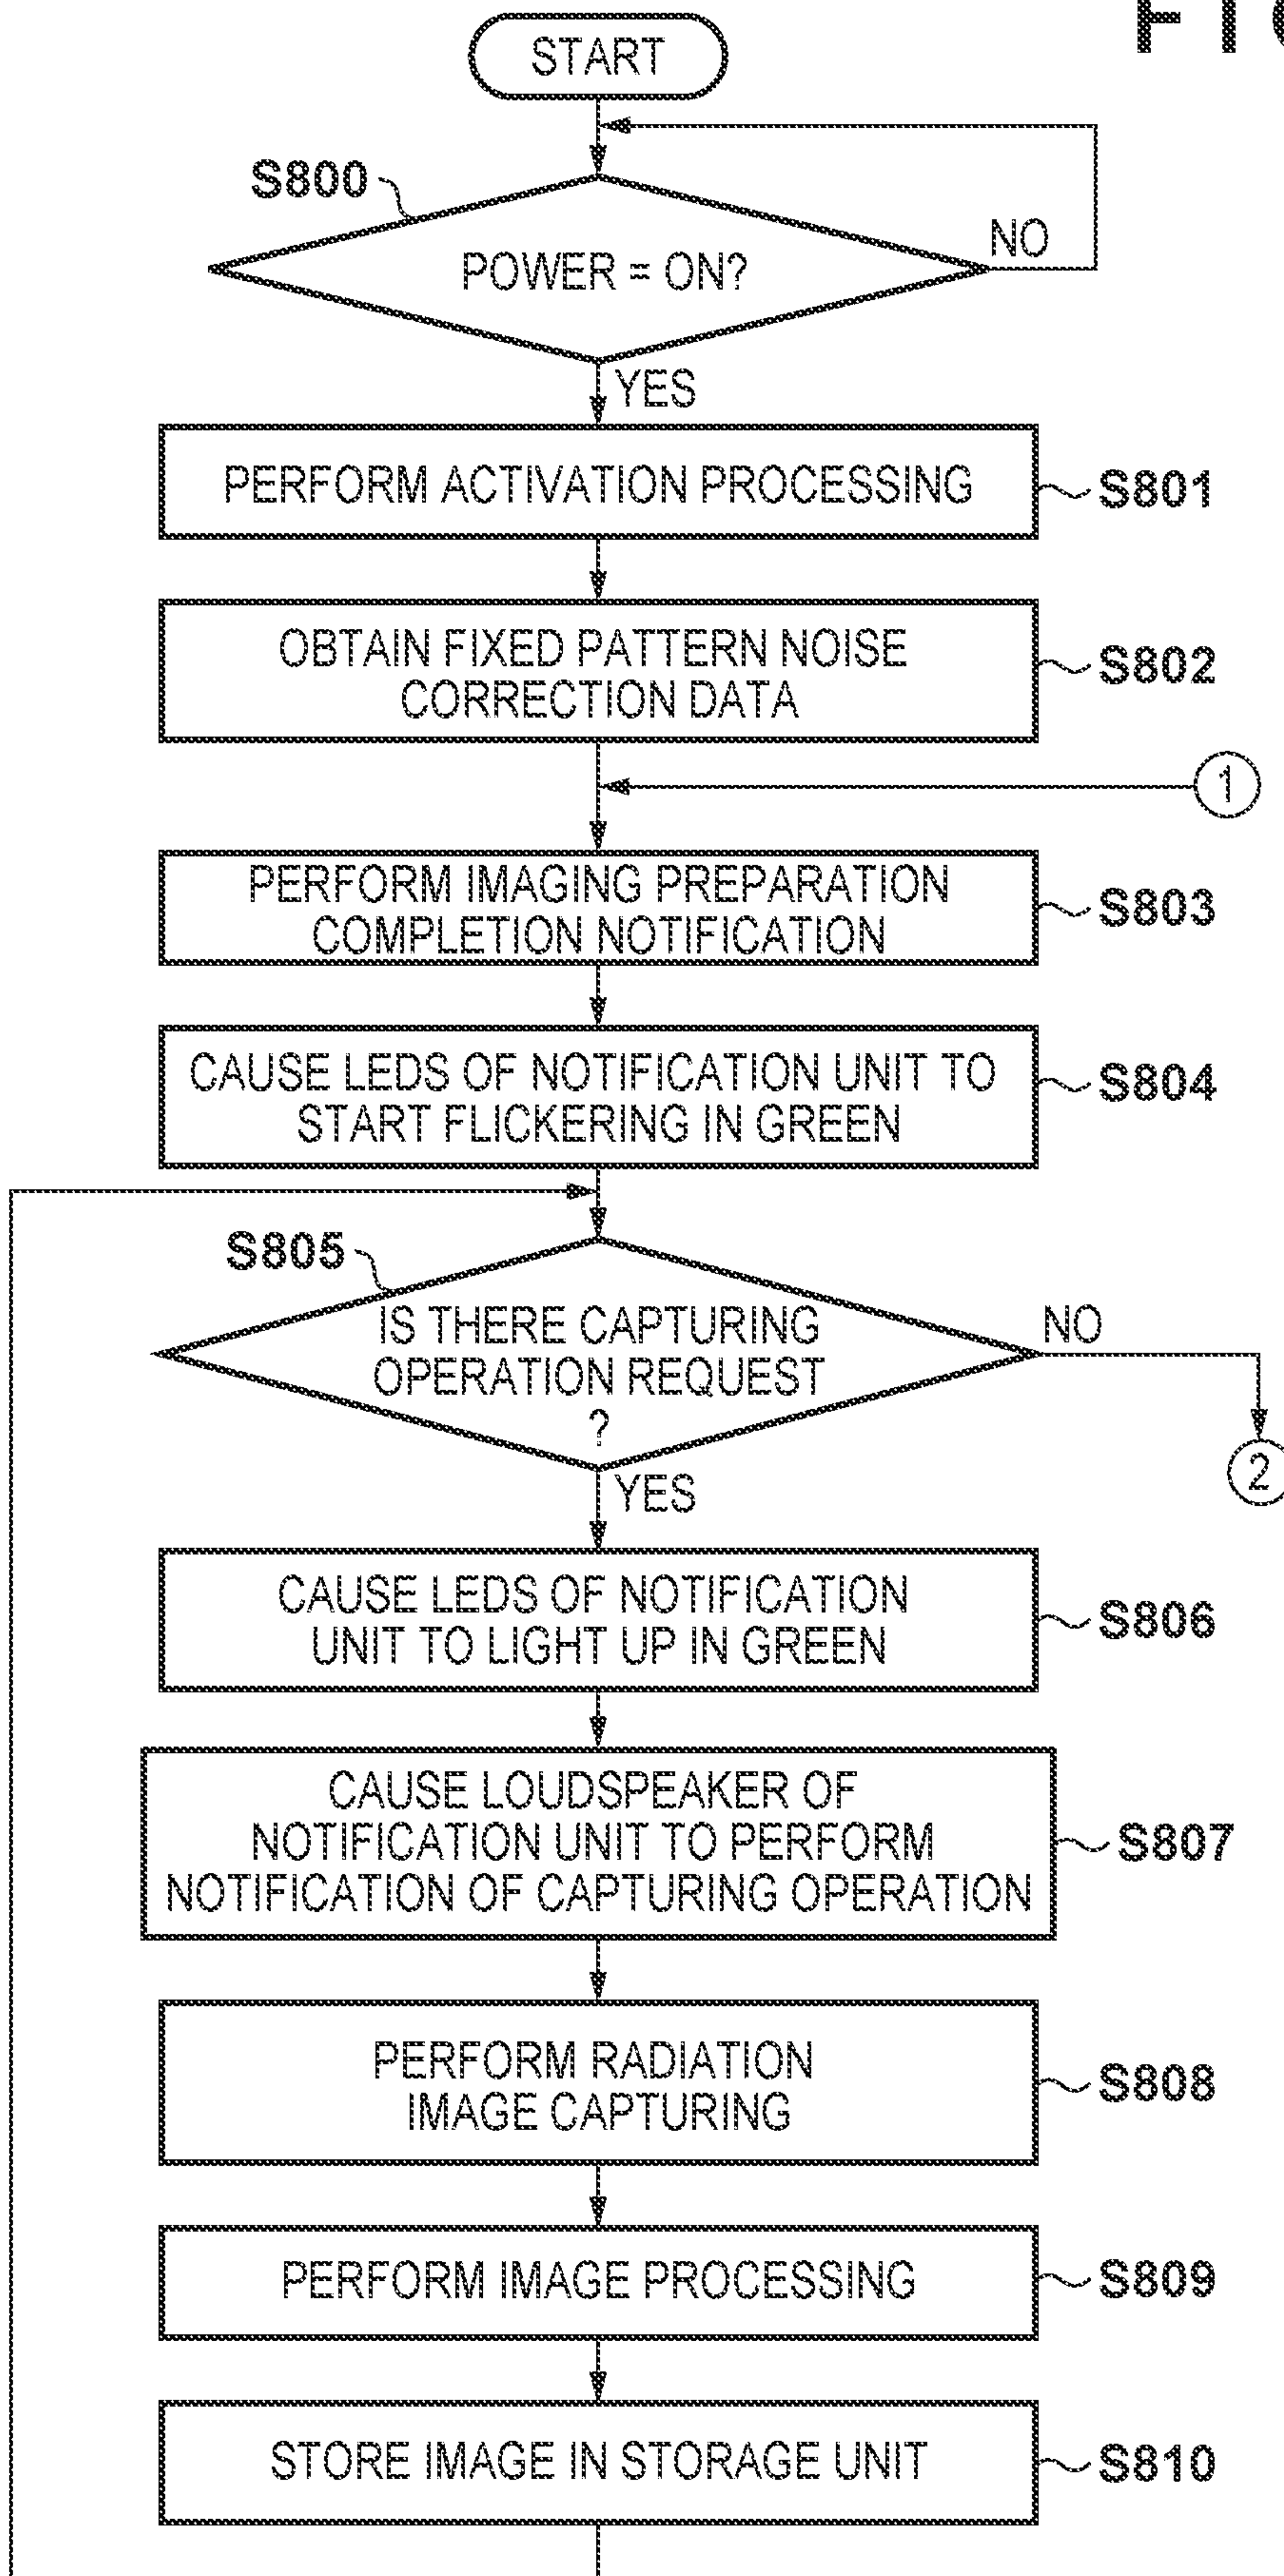 START
S800
POWER = ON?
NO
YES
PERFORM ACTIVATION PROCESSING
S801
OBTAIN FIXED PATTERN NOISE
CORRECTION DATA
S802
1
PERFORM IMAGING PREPARATION
COMPLETION NOTIFICATION
S803
CAUSE LEDS OF NOTIFICATION UNIT TO
START FLICKERING IN GREEN
S804
S805
IS THERE CAPTURING
OPERATION REQUEST
?
NO
2
YES
CAUSE LEDS OF NOTIFICATION
UNIT TO LIGHT UP IN GREEN
S806
CAUSE LOUDSPEAKER OF
NOTIFICATION UNIT TO PERFORM
NOTIFICATION OF CAPTURING OPERATION
S807
PERFORM RADIATION
IMAGE CAPTURING
S808
PERFORM IMAGE PROCESSING
S809
STORE IMAGE IN STORAGE UNIT
S810